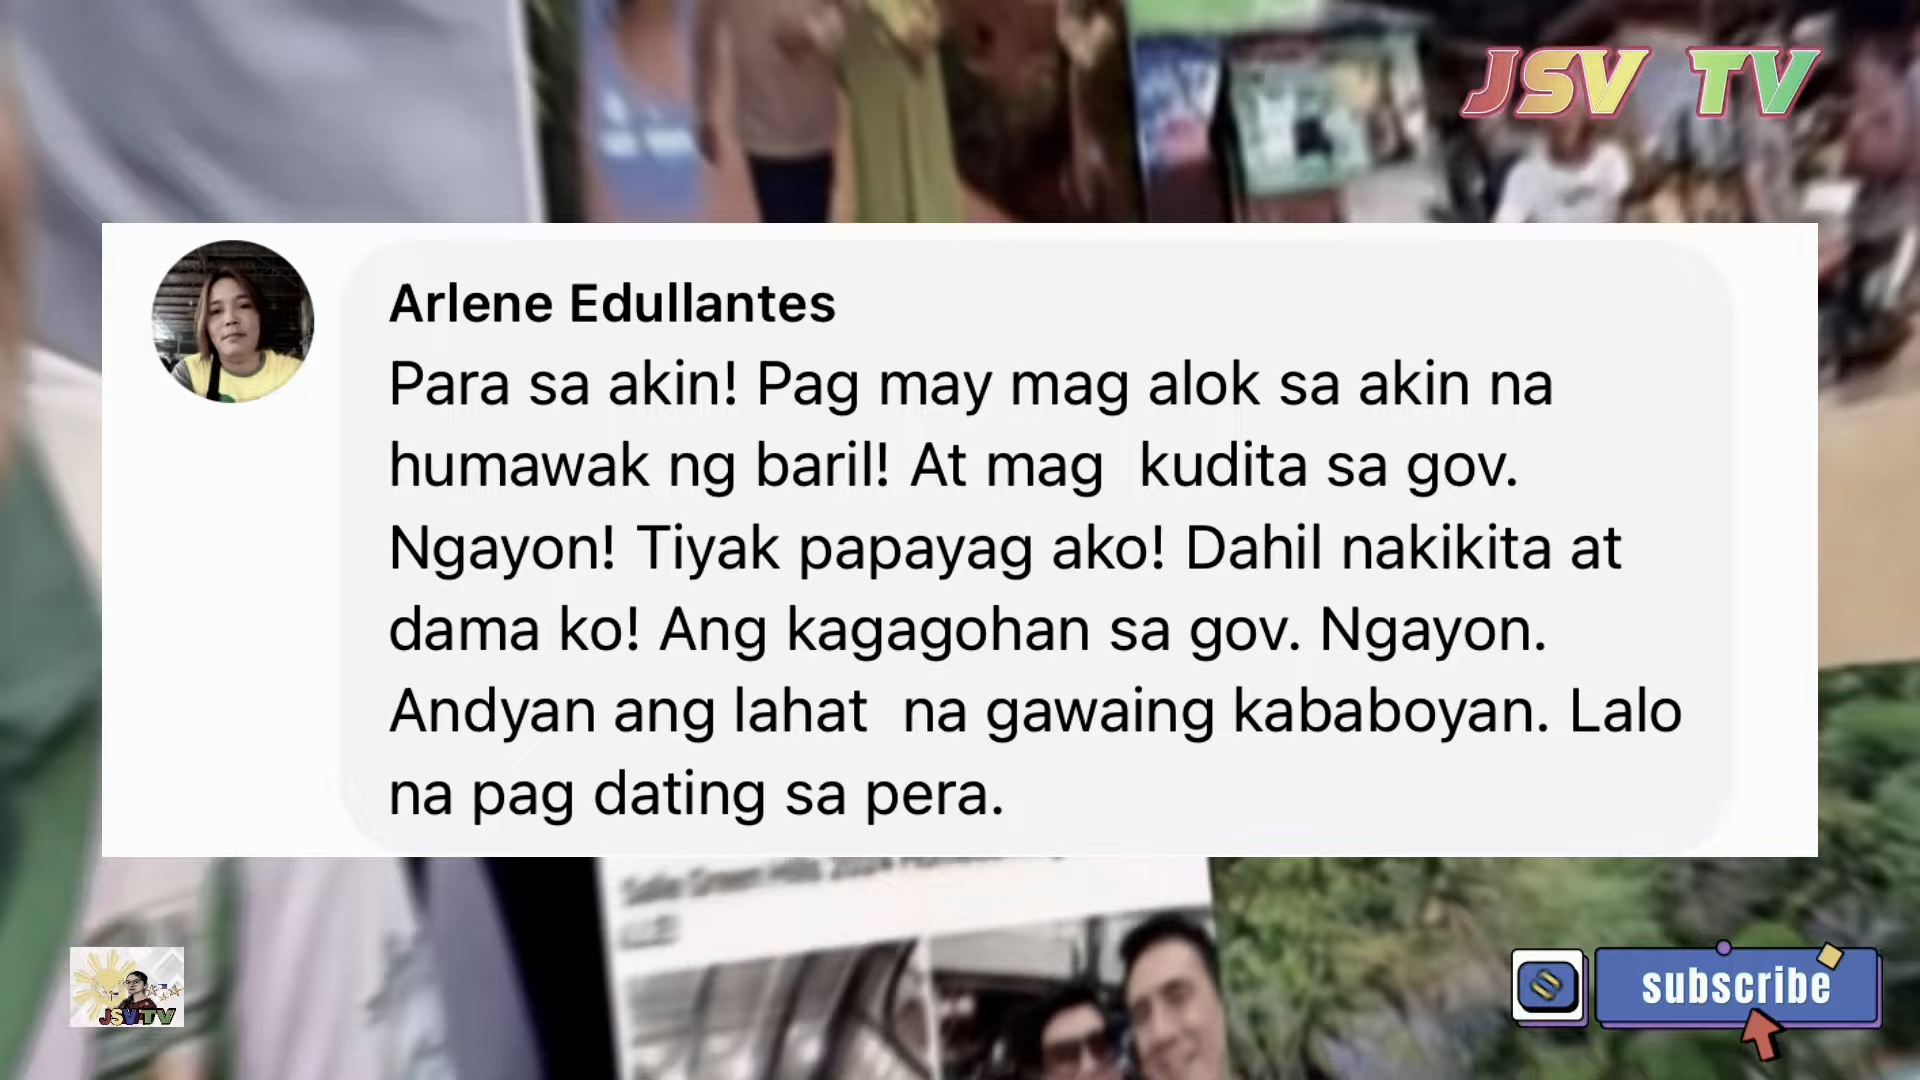 JSV TV
Arlene Edullantes
Para sa akin! Pag may mag alok sa akin na
humawak ng baril! At mag  kudita sa gov.
Ngayon! Tiyak papayag ako! Dahil nakikita at
dama ko! Ang kagagohan sa gov. Ngayon.
Andyan ang lahat  na gawaing kababoyan. Lalo
na pag dating sa pera.
JSV TV
subscribe